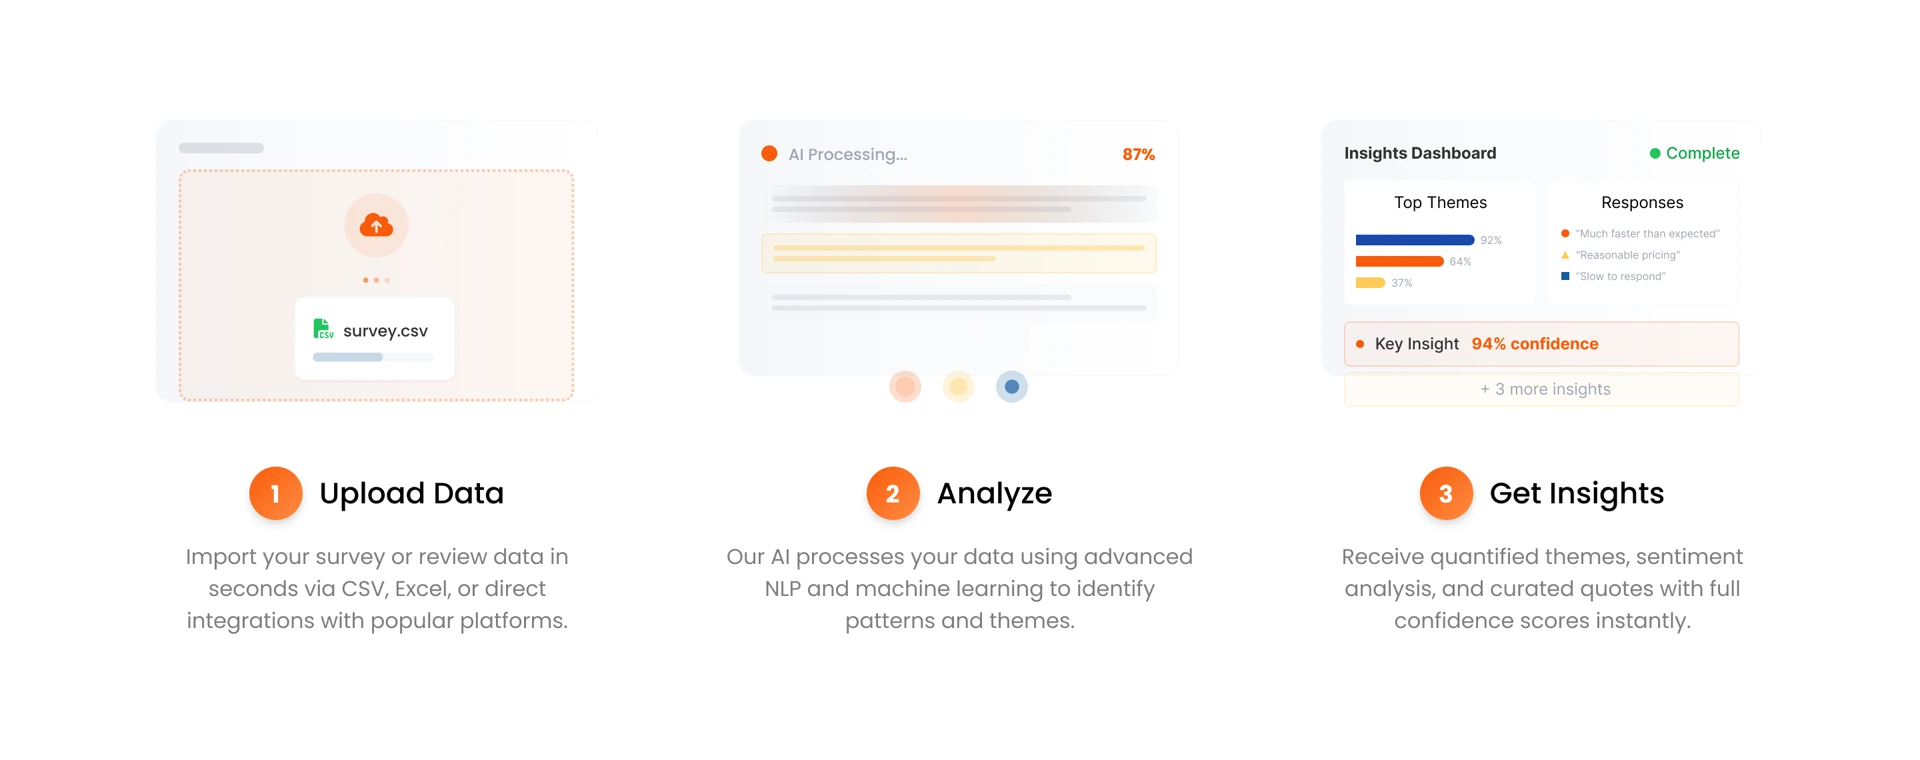 CSV
survey.csv
1 Upload Data
Import your survey or review data in
seconds via CSV, Excel, or direct
integrations with popular platforms.
AI Processing... 87%
2 Analyze
Our AI processes your data using advanced
NLP and machine learning to identify
patterns and themes.
Insights Dashboard Complete
Top Themes
92%
64%
37%
Responses
"Much faster than expected"
"Reasonable pricing"
"Slow to respond"
Key Insight 94% confidence
+ 3 more insights
3 Get Insights
Receive quantified themes, sentiment
analysis, and curated quotes with full
confidence scores instantly.